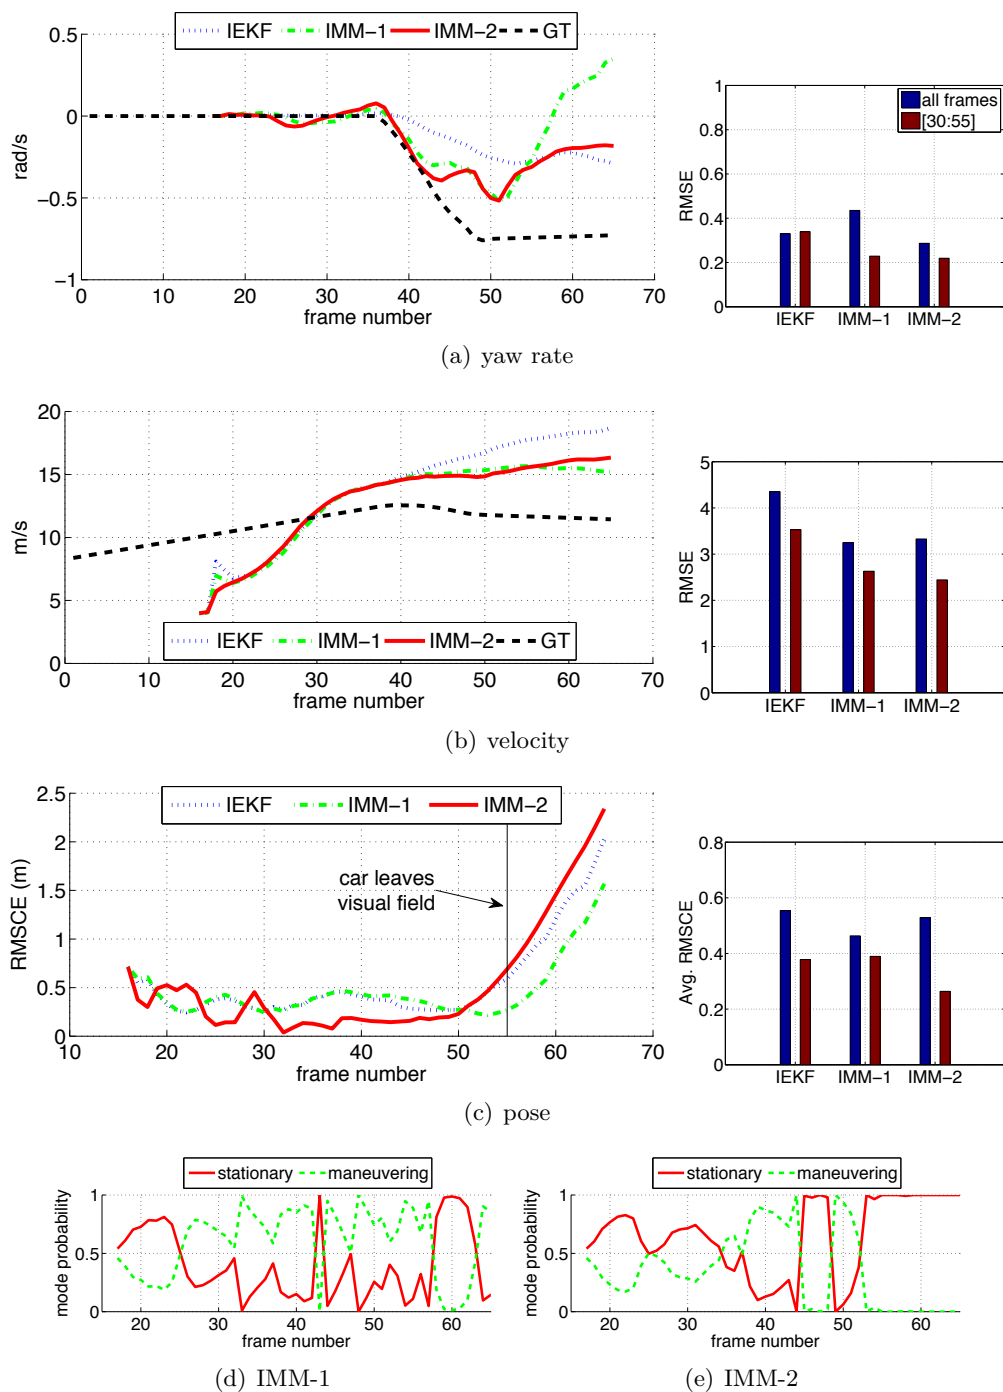 IEKF IMM-1 IMM-2 GT
0.5
0
-0.5
-1
rad/s
0 10 20 30 40 50 60 70
frame number
all frames
[30:55]
1
0.8
0.6
0.4
0.2
0
RMSE
IEKF IMM-1 IMM-2
(a) yaw rate
20
15
10
5
0
m/s
IEKF IMM-1 IMM-2 GT
0 10 20 30 40 50 60 70
frame number
5
4
3
2
1
0
RMSE
IEKF IMM-1 IMM-2
(b) velocity
IEKF IMM-1 IMM-2
2.5
2
1.5
1
0.5
0
RMSCE (m)
car leaves
visual field
10 20 30 40 50 60 70
frame number
0.8
0.6
0.4
0.2
0
Avg. RMSCE
IEKF IMM-1 IMM-2
(c) pose
stationary maneuvering
1
0.5
0
mode probability
20 30 40 50 60
frame number
(d) IMM-1
stationary maneuvering
1
0.5
0
mode probability
20 30 40 50 60
frame number
(e) IMM-2